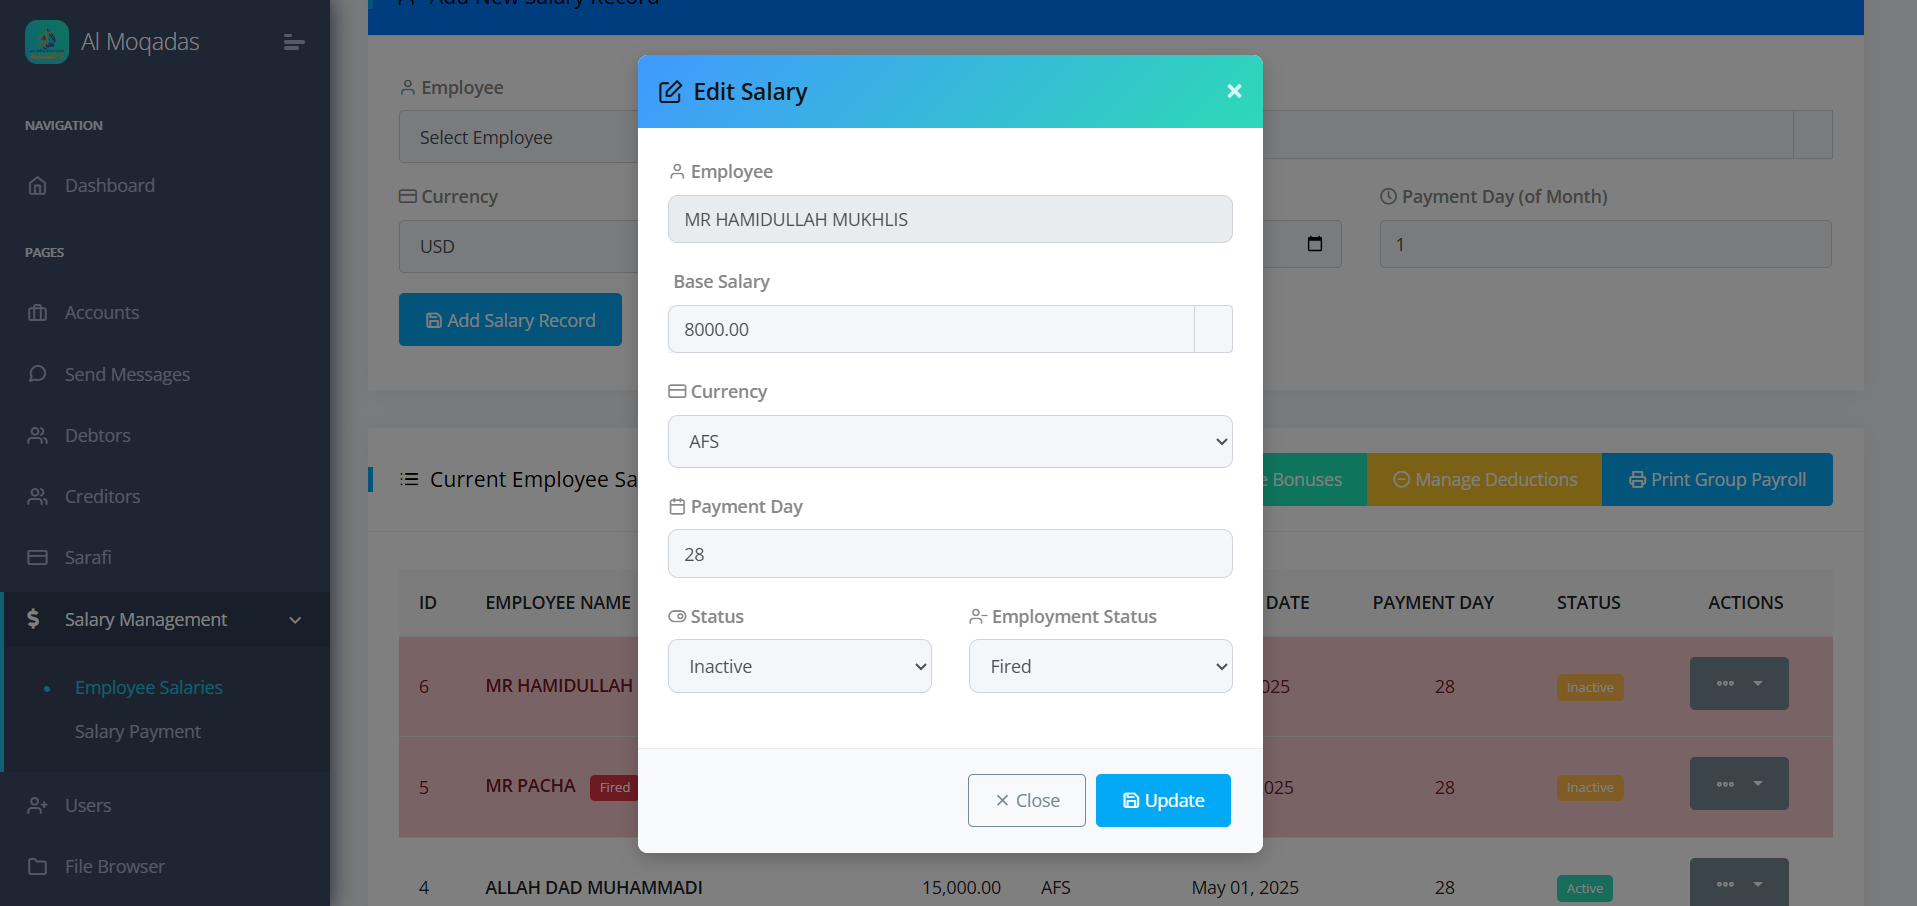 Al Moqadas
NAVIGATION
Dashboard
PAGES
Accounts
Send Messages
Debtors
Creditors
Sarafi
Salary Management
Employee Salaries
Salary Payment
Users
File Browser
Add New Salary Record
Employee
Select Employee
Currency
Payment Day (of Month)
USD
1
Add Salary Record
Current Employee Sa
Bonuses
Manage Deductions
Print Group Payroll
ID EMPLOYEE NAME DATE PAYMENT DAY STATUS ACTIONS
6 MR HAMIDULLAH 025 28 Inactive
5 MR PACHA Fired 025 28 Inactive
4 ALLAH DAD MUHAMMADI 15,000.00 AFS May 01, 2025 28 Active
Edit Salary
Employee
MR HAMIDULLAH MUKHLIS
Base Salary
8000.00
Currency
AFS
Payment Day
28
Status Employment Status
Inactive Fired
Close Update